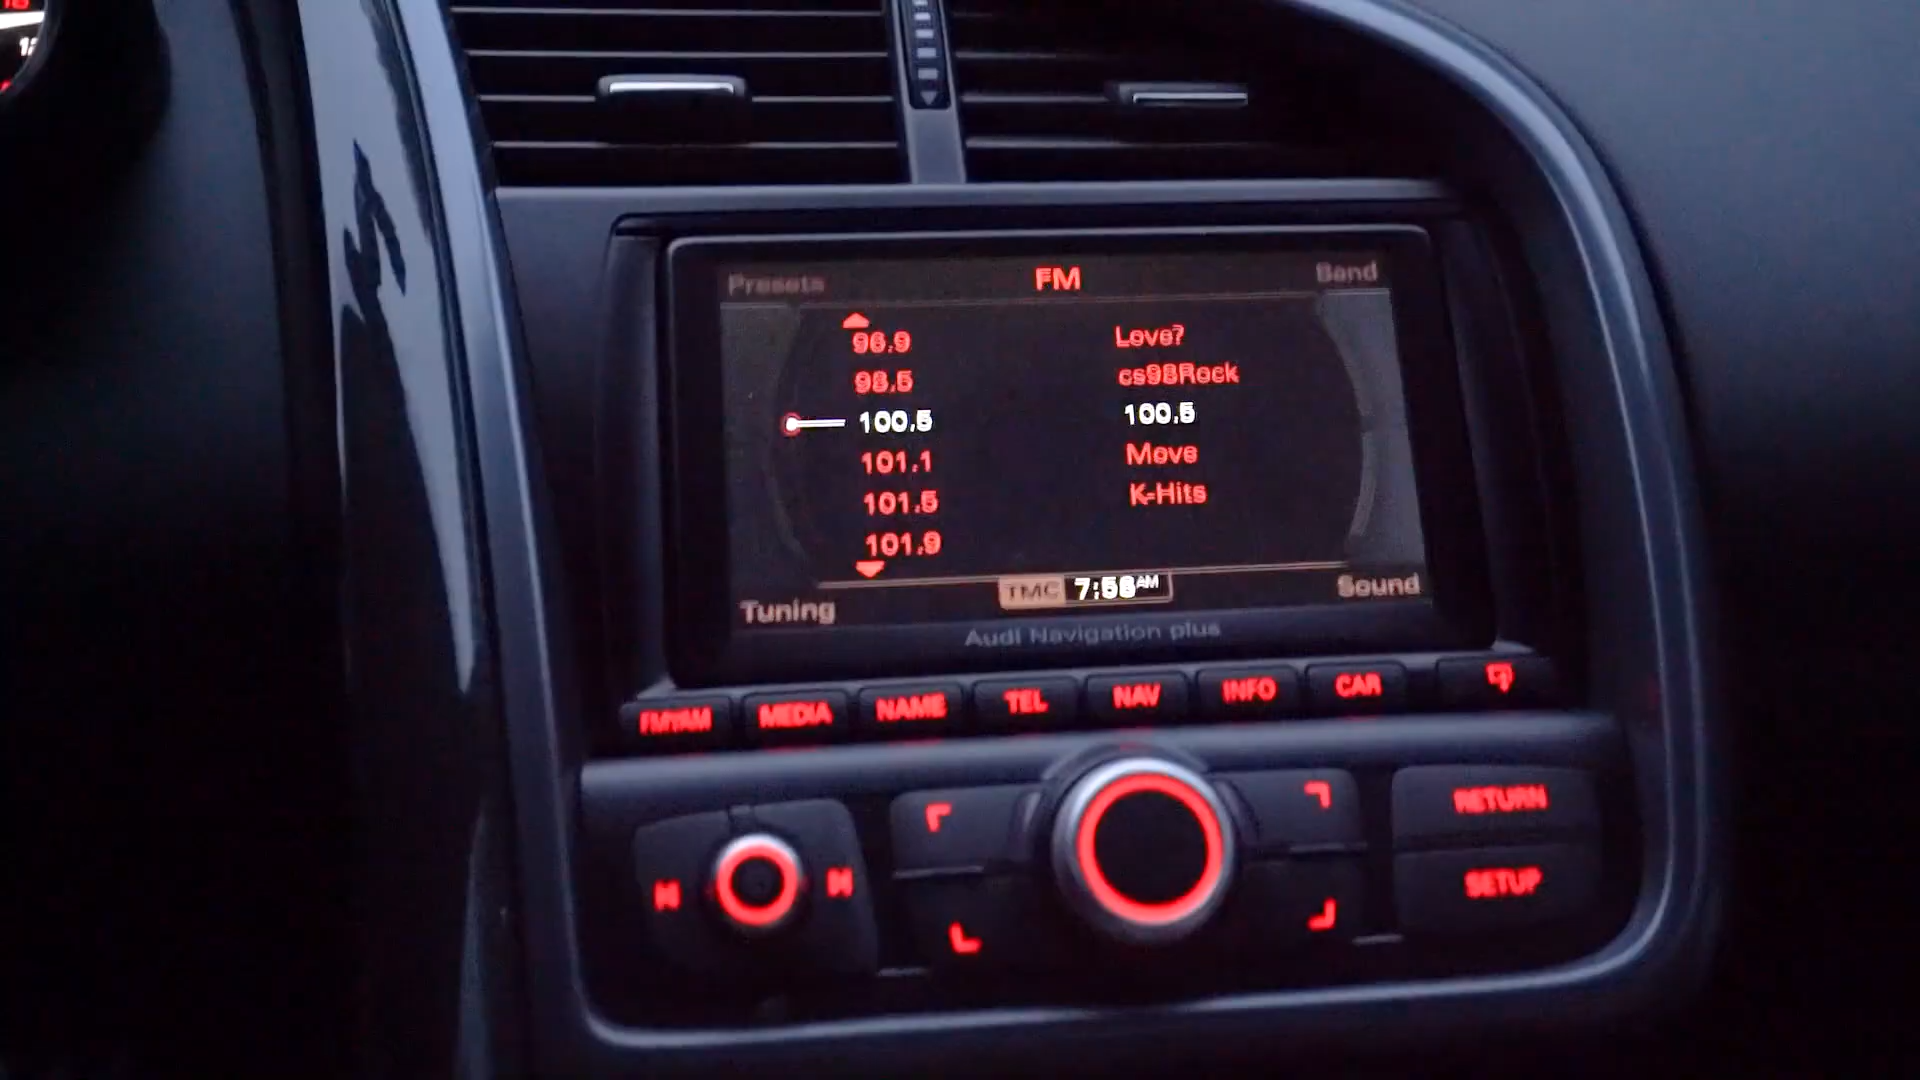 Presets FM Band
96.9 Love?
98.5 cs98Rock
100.5 100.5
101.1 Move
101.5 K-Hits
101.9
Tuning TMC 7:56 AM Sound
Audi Navigation plus
FM/AM MEDIA NAME TEL NAV INFO CAR
RETURN
SETUP